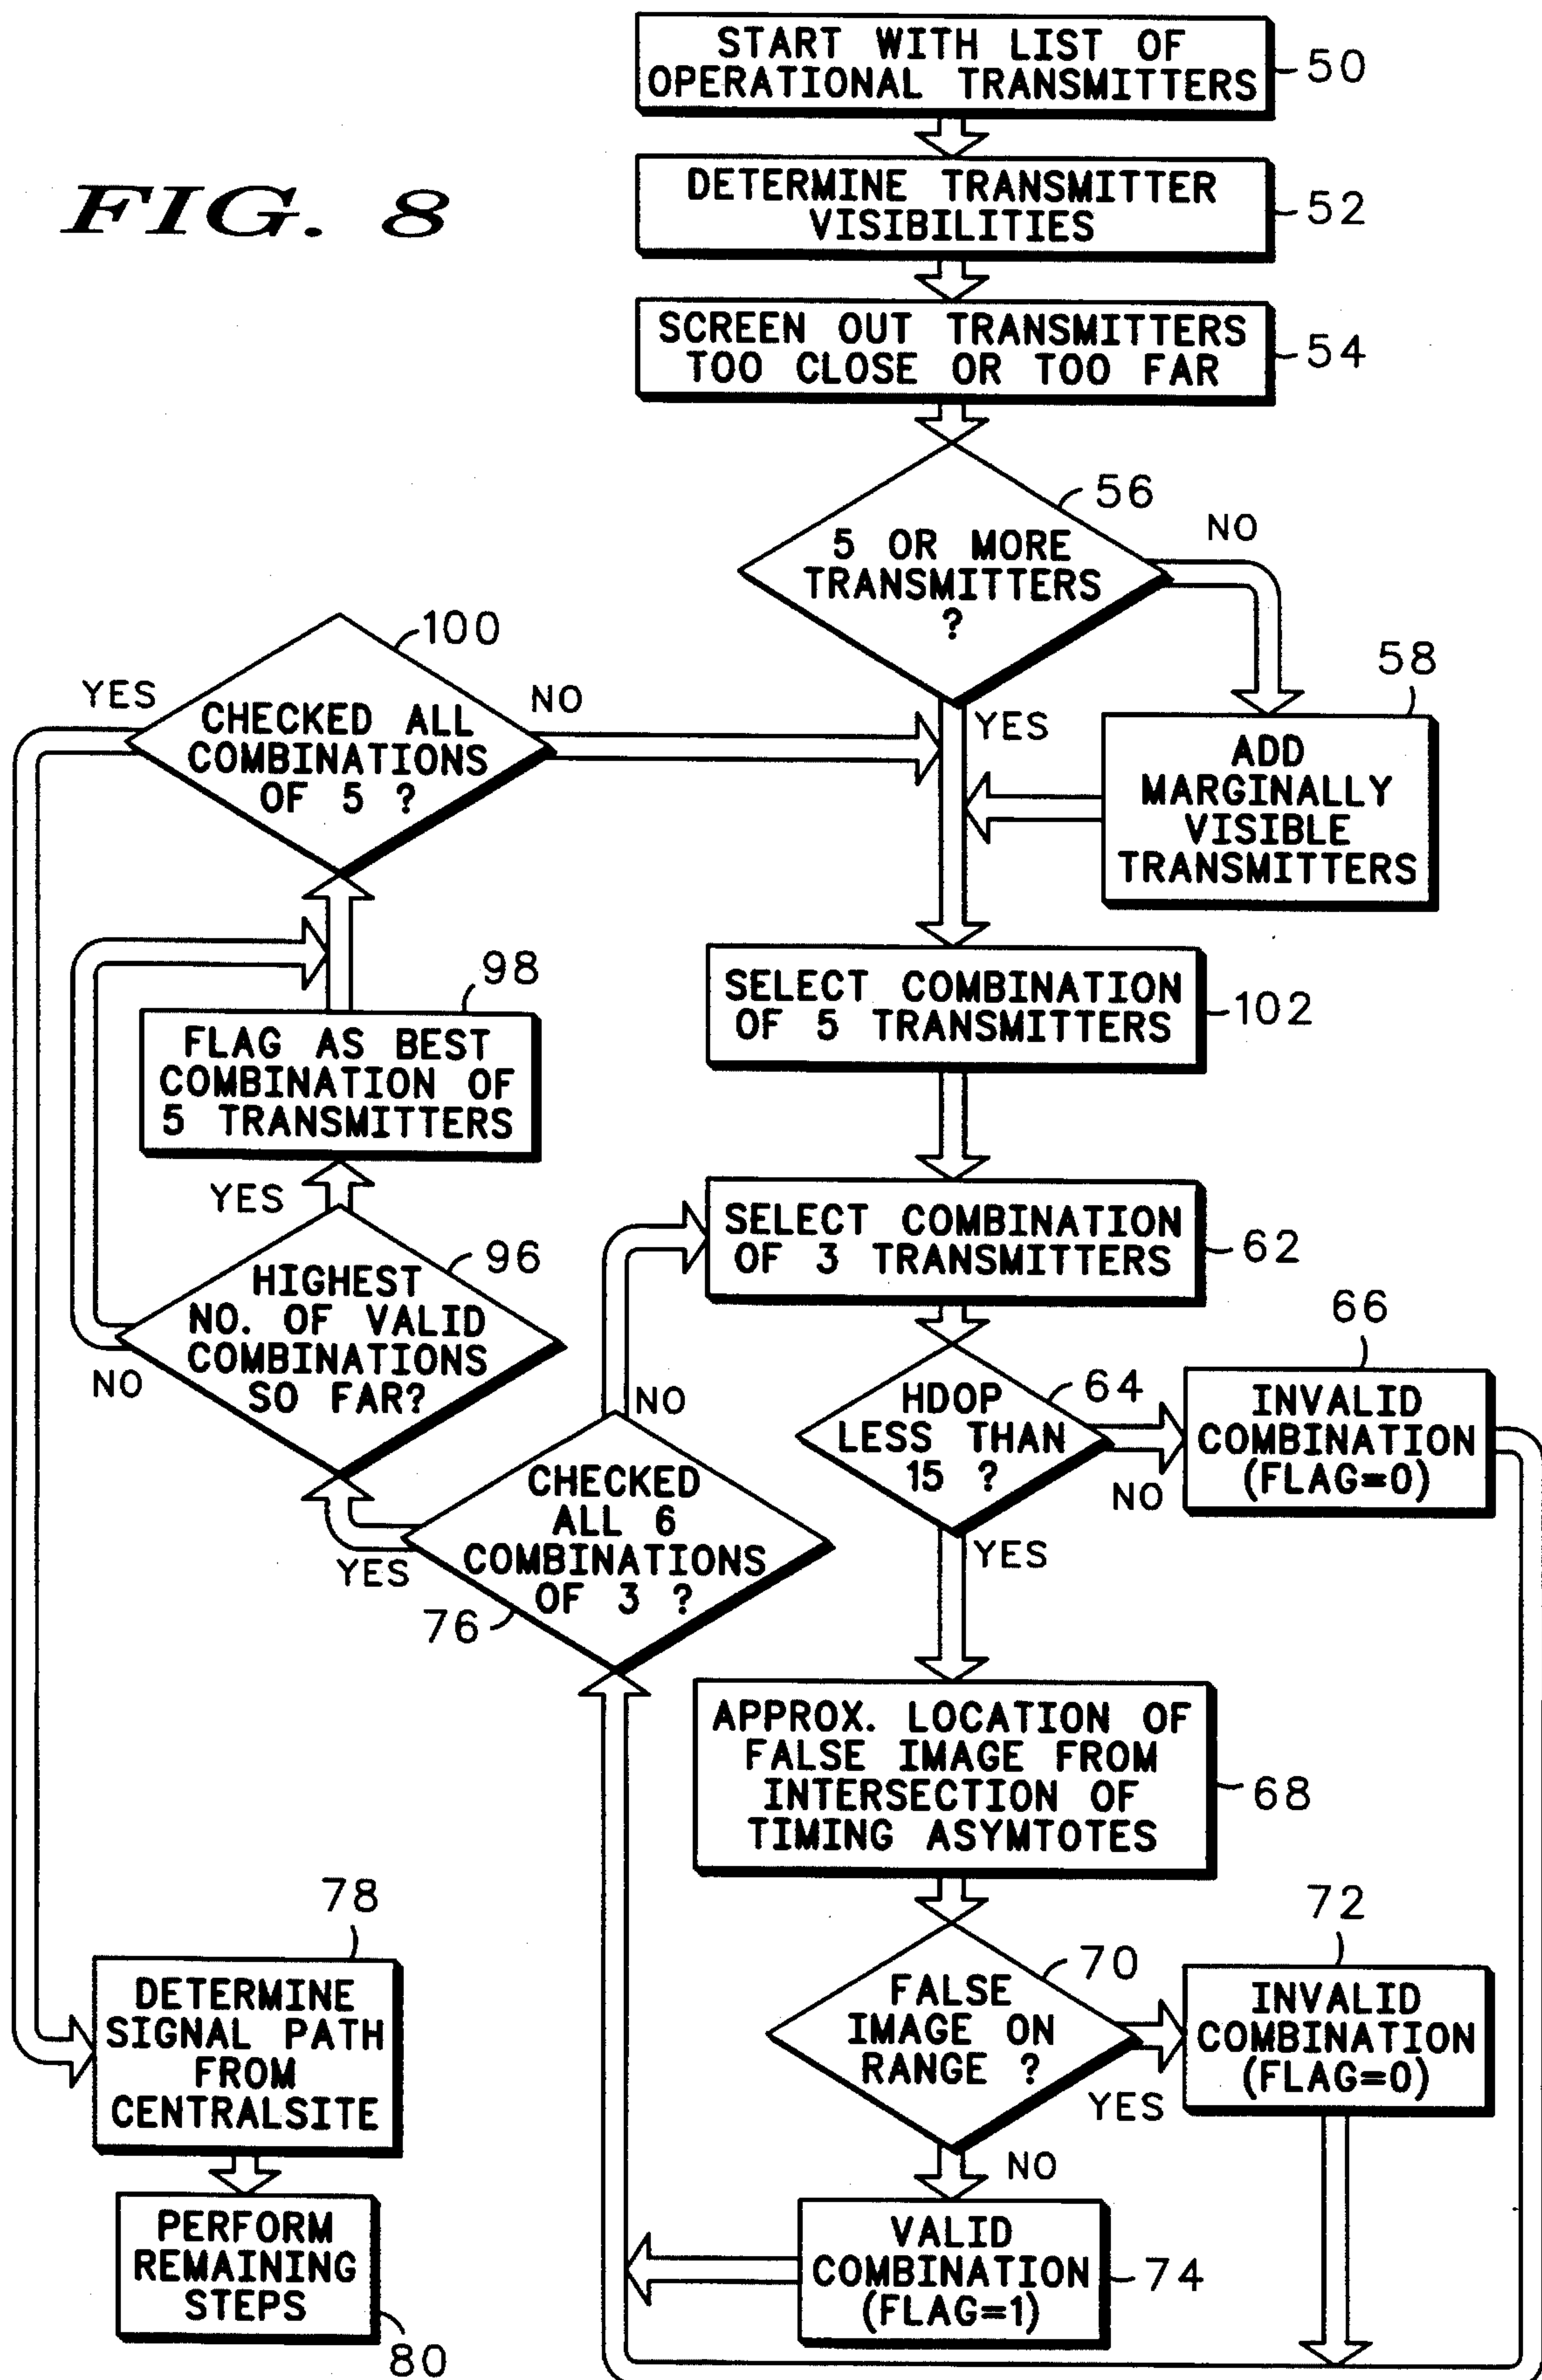 FIG. 8
START WITH LIST OF
OPERATIONAL TRANSMITTERS
50
DETERMINE TRANSMITTER
VISIBILITIES
52
SCREEN OUT TRANSMITTERS
TOO CLOSE OR TOO FAR
54
56
5 OR MORE
TRANSMITTERS
?
NO
YES
58
ADD
MARGINALLY
VISIBLE
TRANSMITTERS
100
YES
NO
CHECKED ALL
COMBINATIONS
OF 5 ?
SELECT COMBINATION
OF 5 TRANSMITTERS
102
98
FLAG AS BEST
COMBINATION OF
5 TRANSMITTERS
YES
SELECT COMBINATION
OF 3 TRANSMITTERS
62
96
HIGHEST
NO. OF VALID
COMBINATIONS
SO FAR?
NO
64
HDOP
LESS THAN
15 ?
NO
YES
66
INVALID
COMBINATION
(FLAG=0)
NO
CHECKED
ALL 6
COMBINATIONS
OF 3 ?
YES
76
APPROX. LOCATION OF
FALSE IMAGE FROM
INTERSECTION OF
TIMING ASYMTOTES
68
70
FALSE
IMAGE ON
RANGE ?
YES
NO
72
INVALID
COMBINATION
(FLAG=0)
VALID
COMBINATION
(FLAG=1)
74
78
DETERMINE
SIGNAL PATH
FROM
CENTRALSITE
PERFORM
REMAINING
STEPS
80